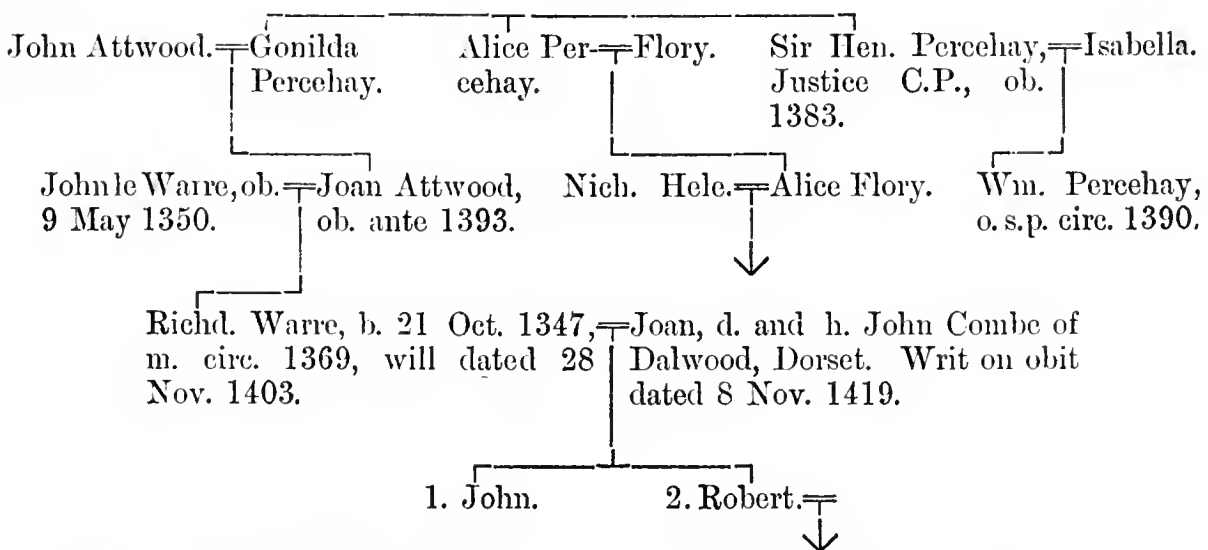 John Attwood. Gonilda Percehay.
Alice Percehay. Flory.
Sir Hen. Percehay, Justice C.P., ob. 1383. Isabella.
John le Warre, ob. 9 May 1350. Joan Attwood, ob. ante 1393.
Nich. Hele. Alice Flory.
Wm. Percehay, o.s.p. circ. 1390.
Richd. Warre, b. 21 Oct. 1347, m. circ. 1369, will dated 28 Nov. 1403.
Joan, d. and h. John Combe of Dalwood, Dorset. Writ on obit dated 8 Nov. 1419.
1. John.
2. Robert.